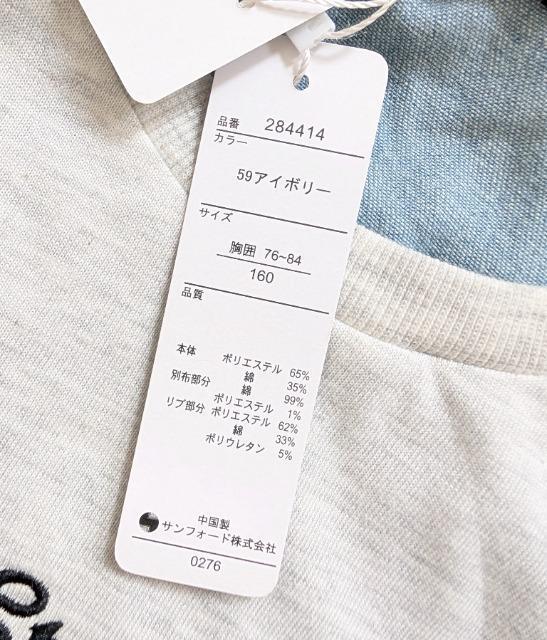 品番 284414
カラー
59アイボリー
サイズ
胸囲 76~84
160
品質
本体 ポリエステル 65%
綿 35%
別布部分 綿 99%
ポリエステル 1%
リブ部分 ポリエステル 62%
綿 33%
ポリウレタン 5%
中国製
サンフォード株式会社
0276